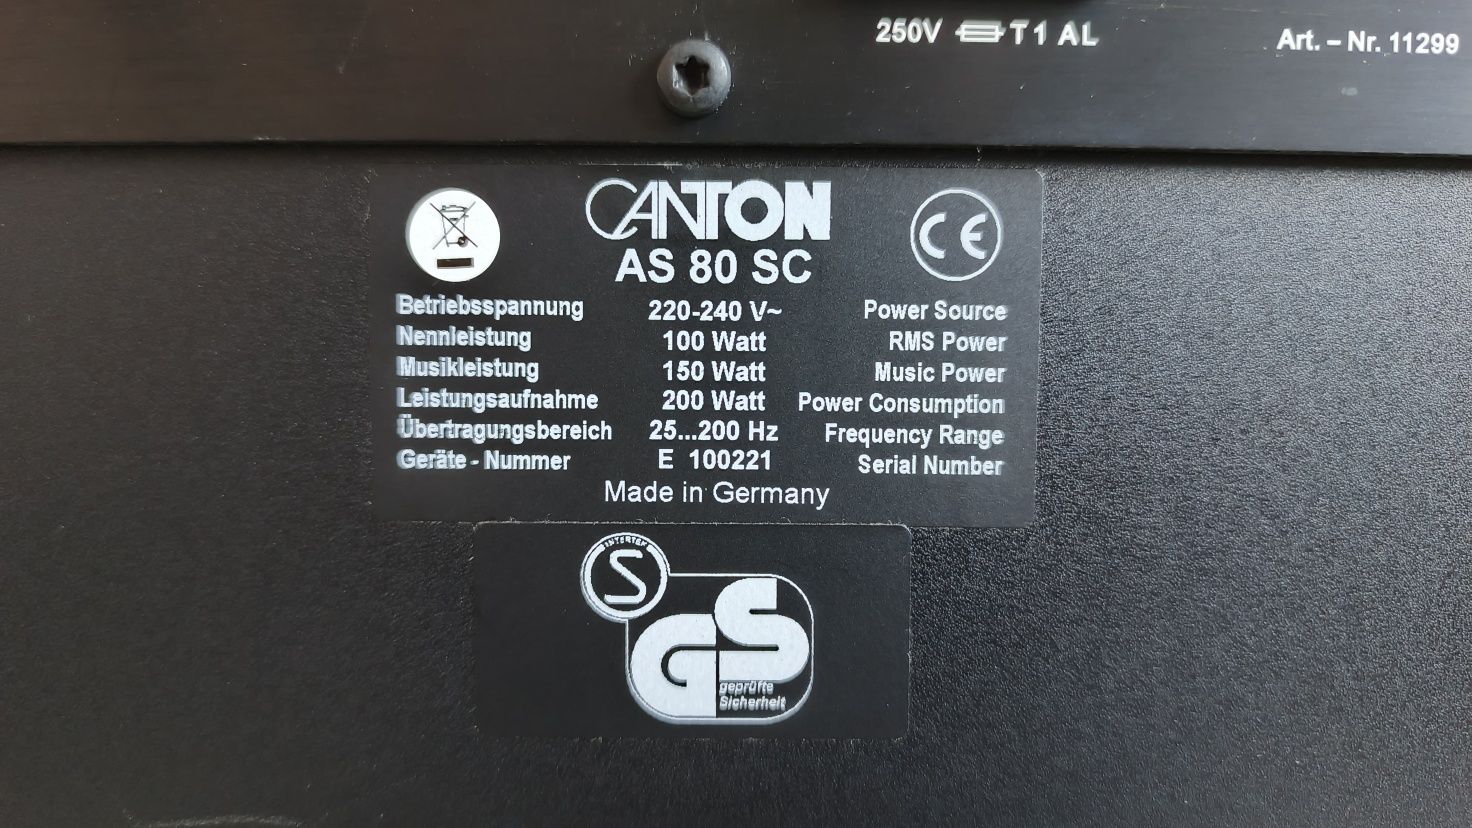 250V T 1 AL
Art. – Nr. 11299
CANTON
CE
AS 80 SC
Betriebsspannung 220-240 V~ Power Source
Nennleistung 100 Watt RMS Power
Musikleistung 150 Watt Music Power
Leistungsaufnahme 200 Watt Power Consumption
Übertragungsbereich 25...200 Hz Frequency Range
Geräte - Nummer E 100221 Serial Number
Made in Germany
INTERTEK
S
GS
geprüfte
Sicherheit